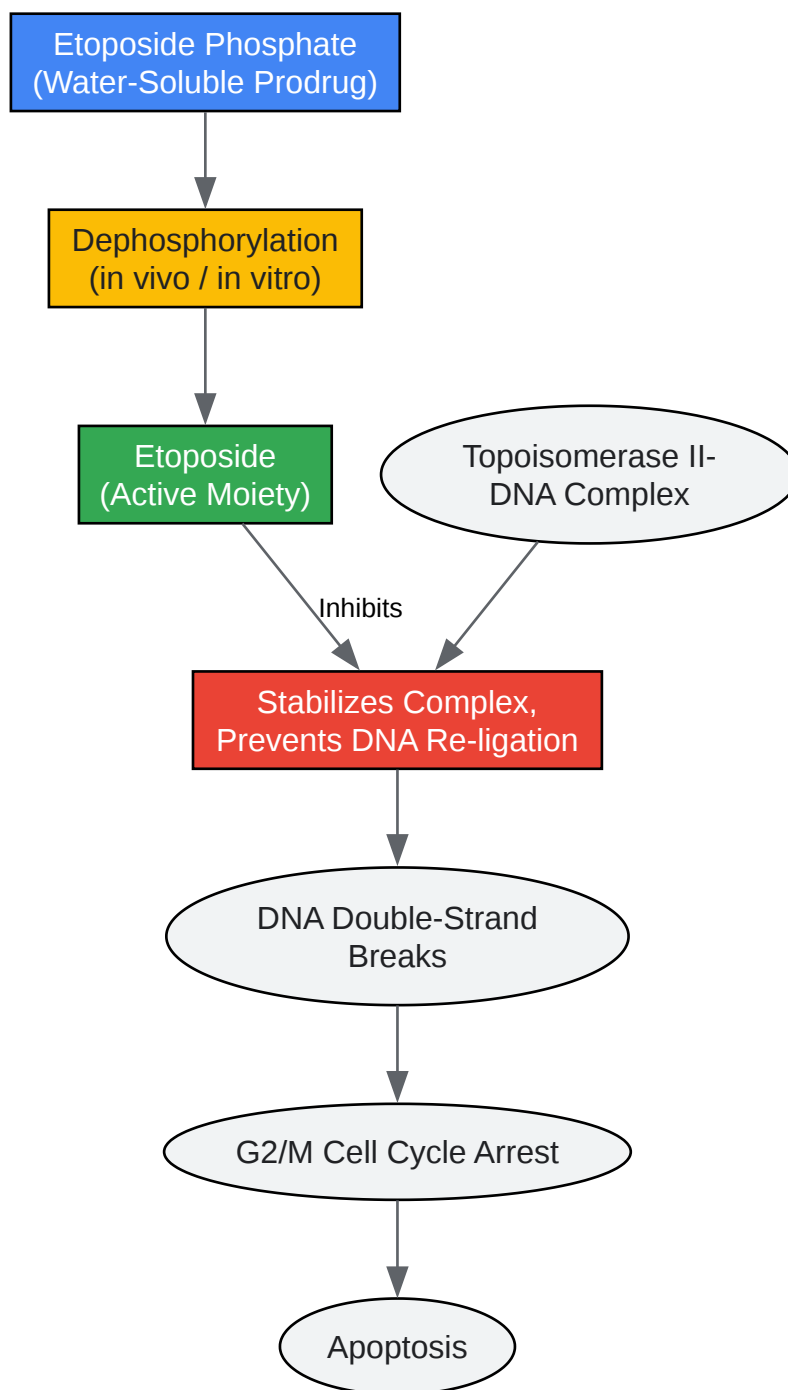 Etoposide Phosphate
(Water-Soluble Prodrug)
Dephosphorylation
(in vivo / in vitro)
Etoposide
(Active Moiety)
Topoisomerase II-
DNA Complex
Inhibits
Stabilizes Complex,
Prevents DNA Re-ligation
DNA Double-Strand
Breaks
G2/M Cell Cycle Arrest
Apoptosis